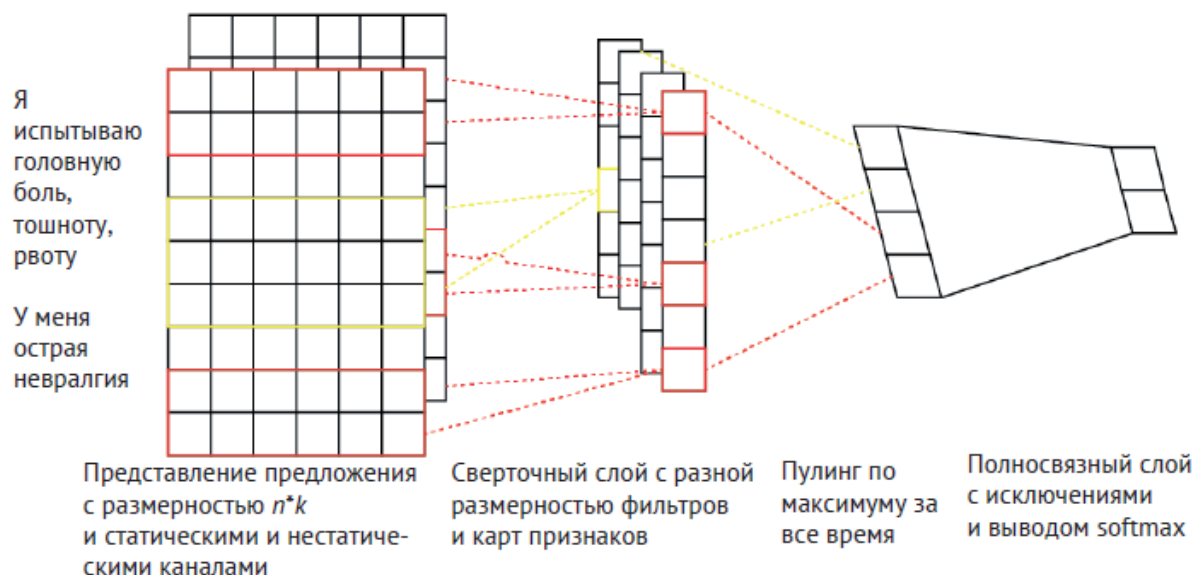 Я
испытываю
головную
боль,
тошноту,
рвоту
У меня
острая
невралгия
Представление предложения
с размерностью n*k
и статическими и нестатиче-
скими каналами
Сверточный слой с разной
размерностью фильтров
и карт признаков
Пулинг по
максимуму за
все время
Полносвязный слой
с исключениями
и выводом softmax